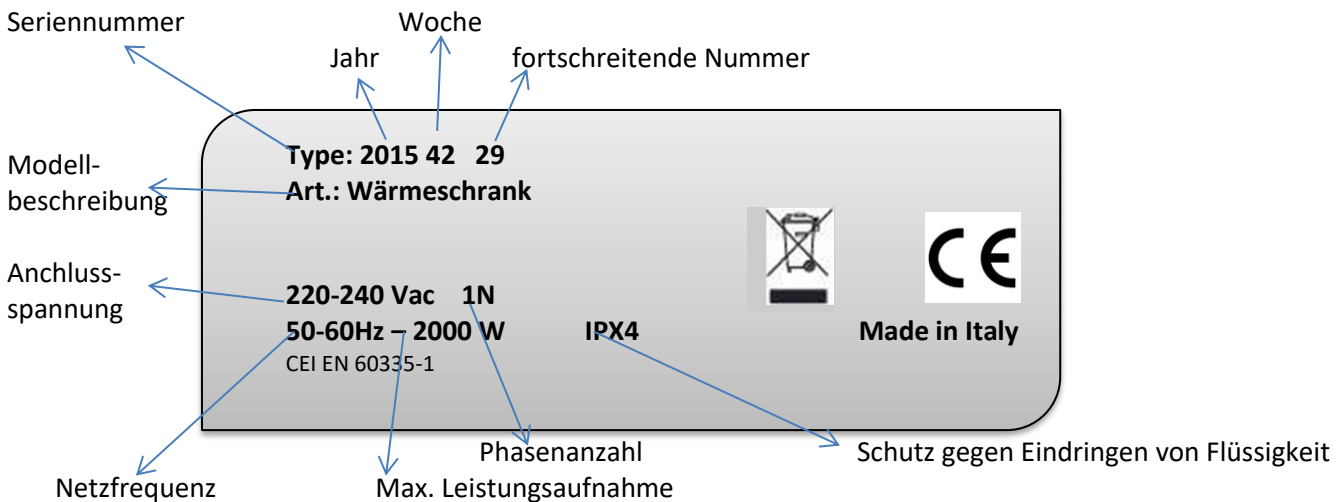 Seriennummer
Woche
Jahr
fortschreitende Nummer
Type: 2015 42 29
Modell-
beschreibung
Art.: Wärmeschrank
Anchluss-
spannung
220-240 Vac 1N
50-60Hz – 2000 W IPX4 Made in Italy
CEI EN 60335-1
CE
Phasenanzahl
Schutz gegen Eindringen von Flüssigkeit
Netzfrequenz
Max. Leistungsaufnahme